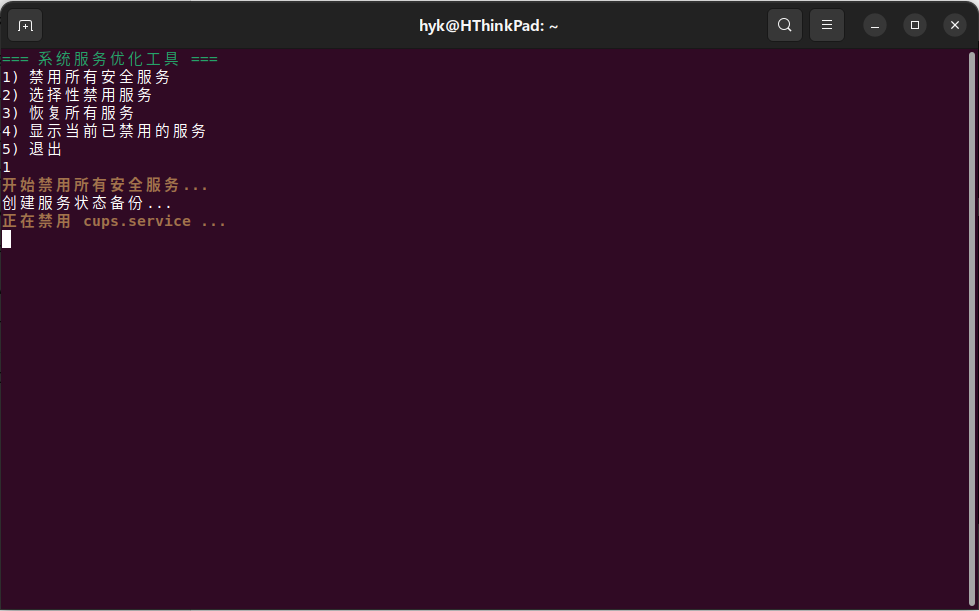 hyk@HThinkPad: ~
=== 系统服务优化工具 ===
1) 禁用所有安全服务
2) 选择性禁用服务
3) 恢复所有服务
4) 显示当前已禁用的服务
5) 退出
1
开始禁用所有安全服务...
创建服务状态备份...
正在禁用 cups.service ...